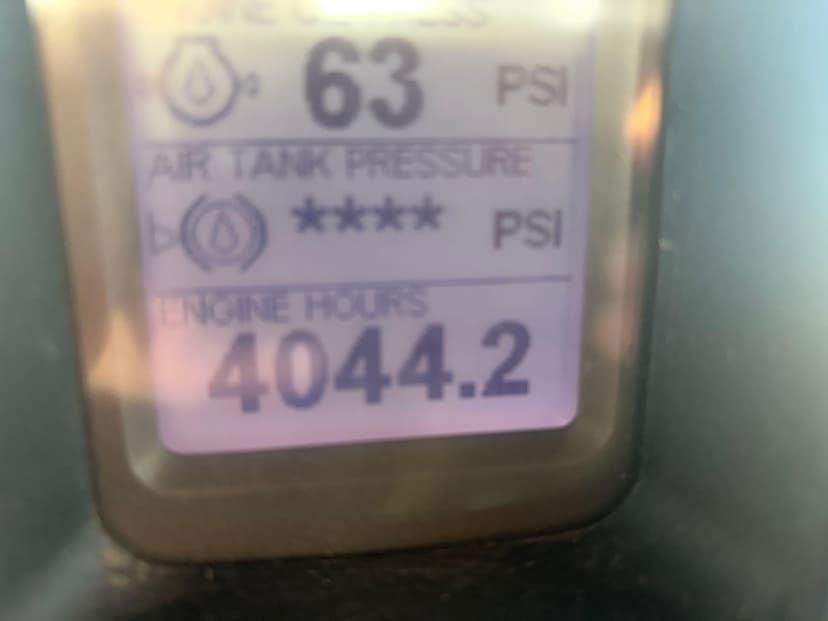 63 PSI
AIR TANK PRESSURE
**** PSI
ENGINE HOURS
4044.2